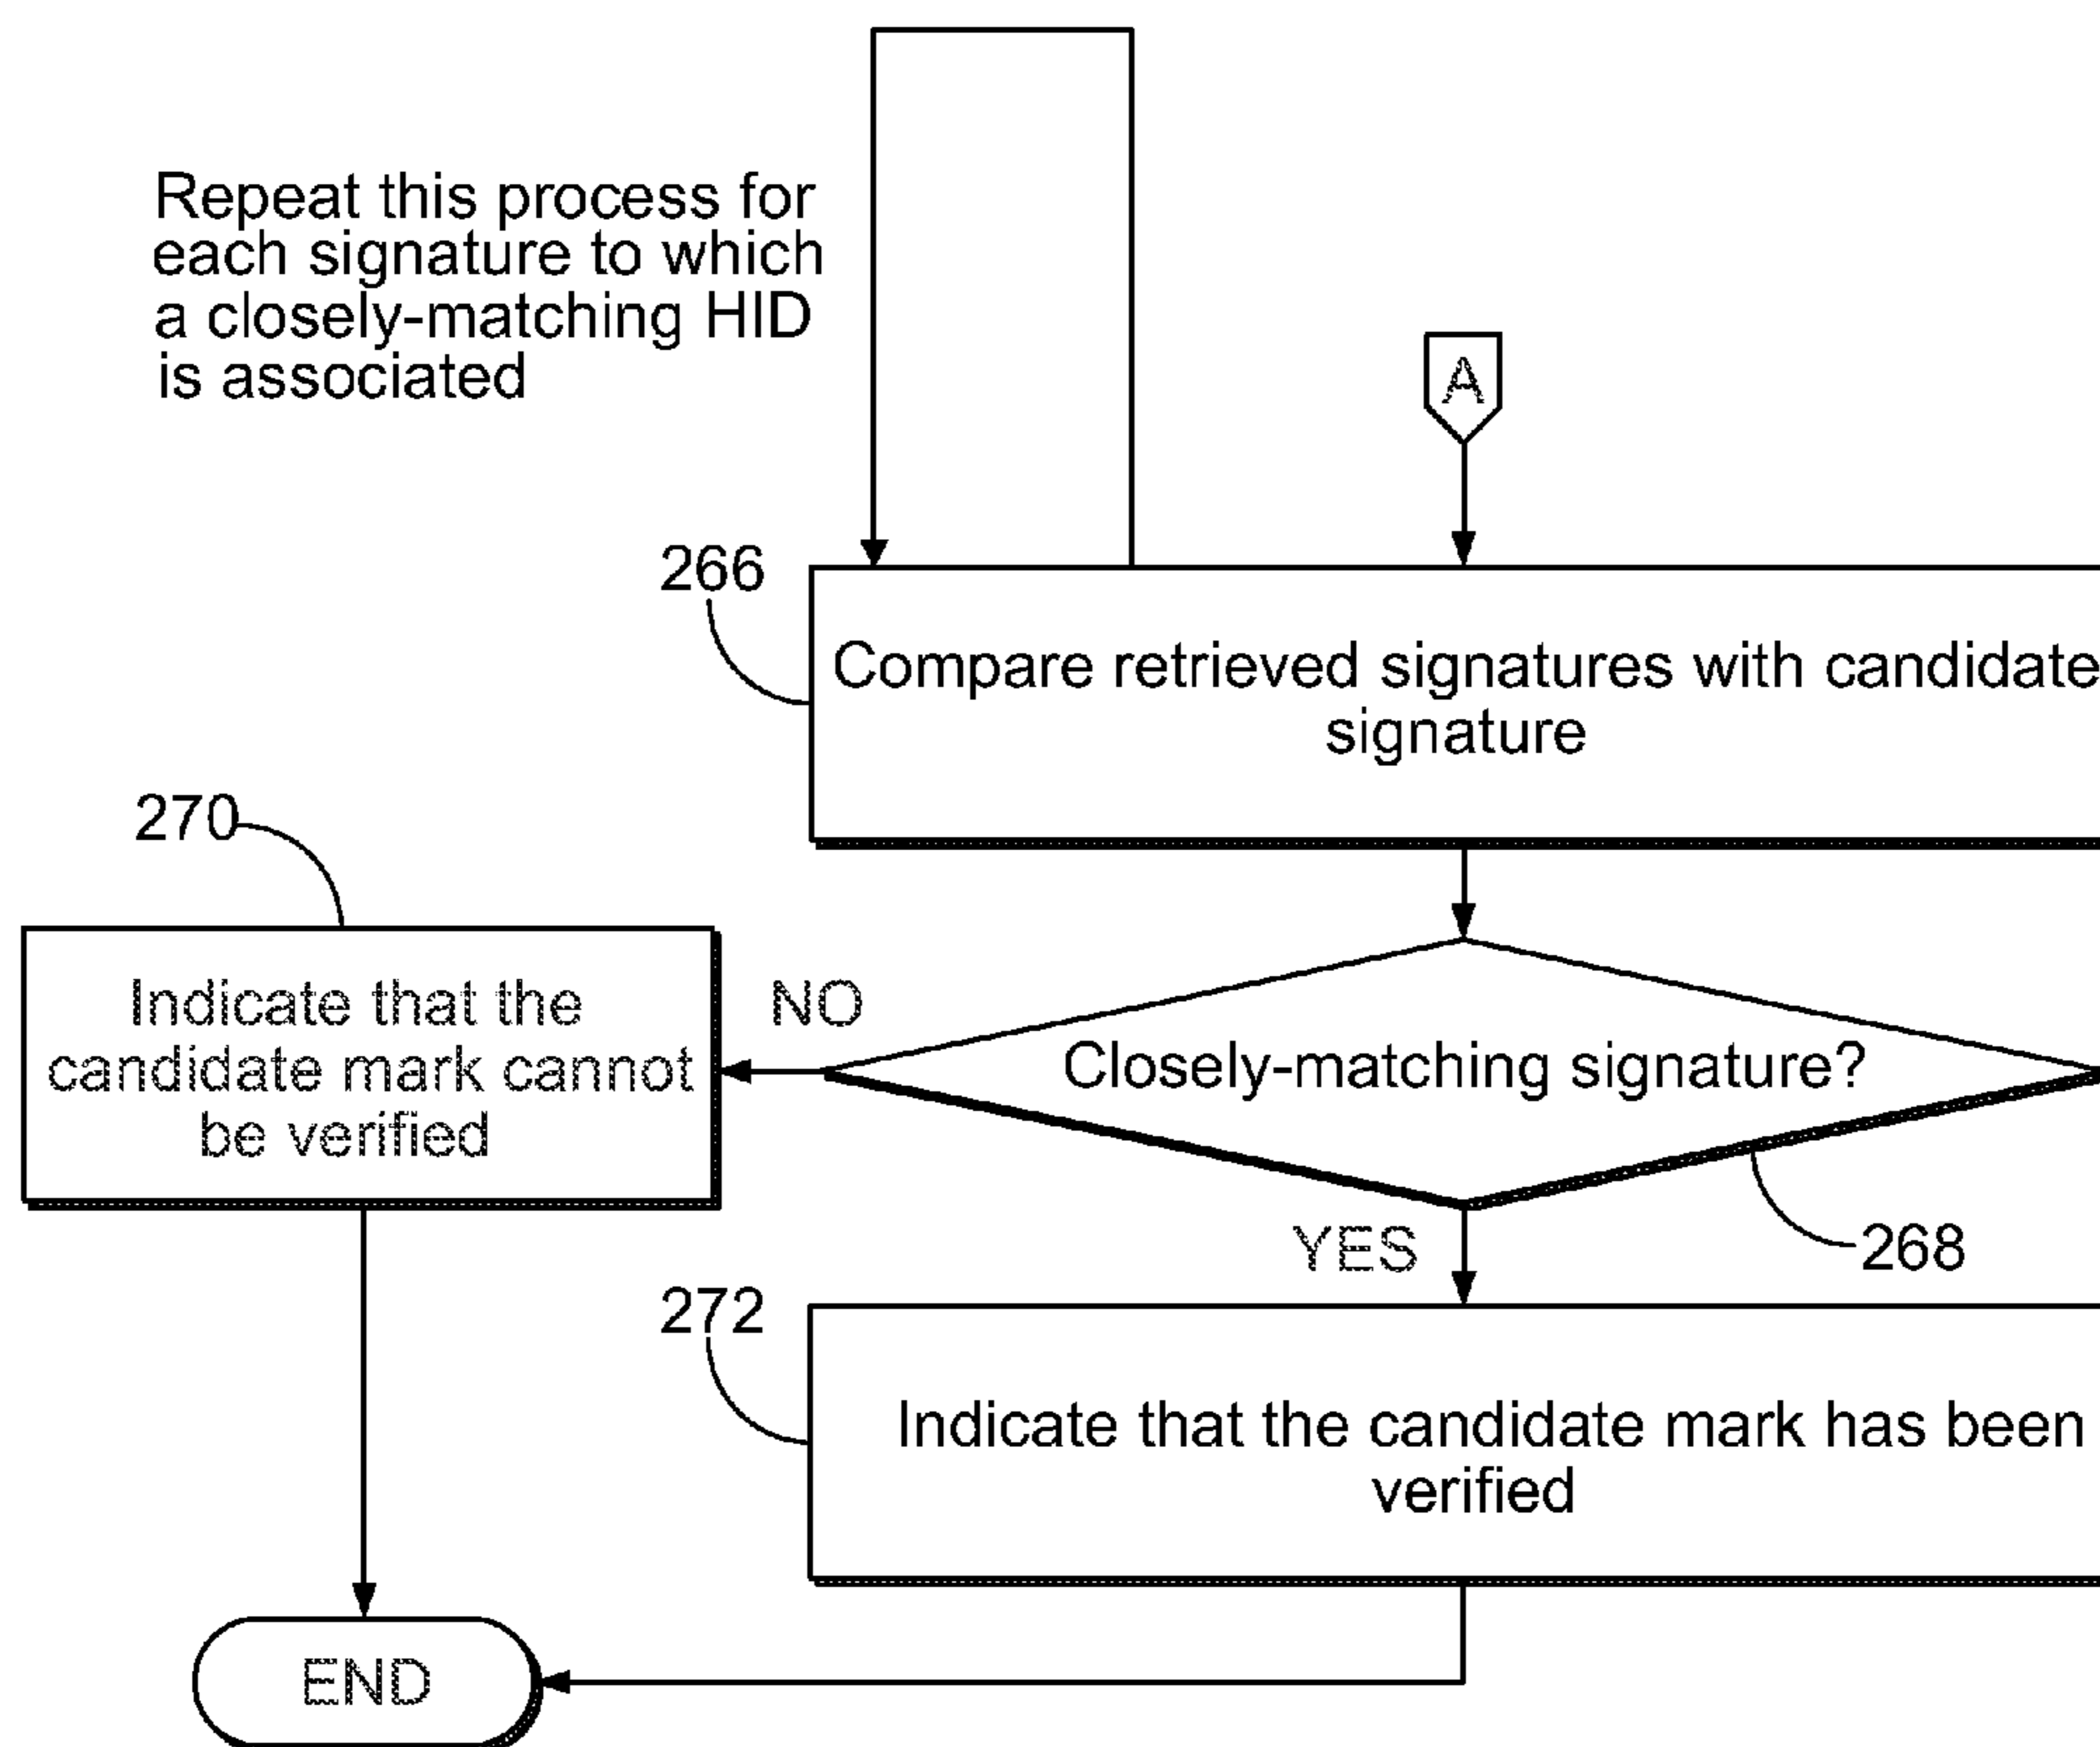 Repeat this process for
each signature to which
a closely-matching HID
is associated
A
266
Compare retrieved signatures with candidate
signature
270
Indicate that the
candidate mark cannot
be verified
NO
Closely-matching signature?
YES
268
272
Indicate that the candidate mark has been
verified
END